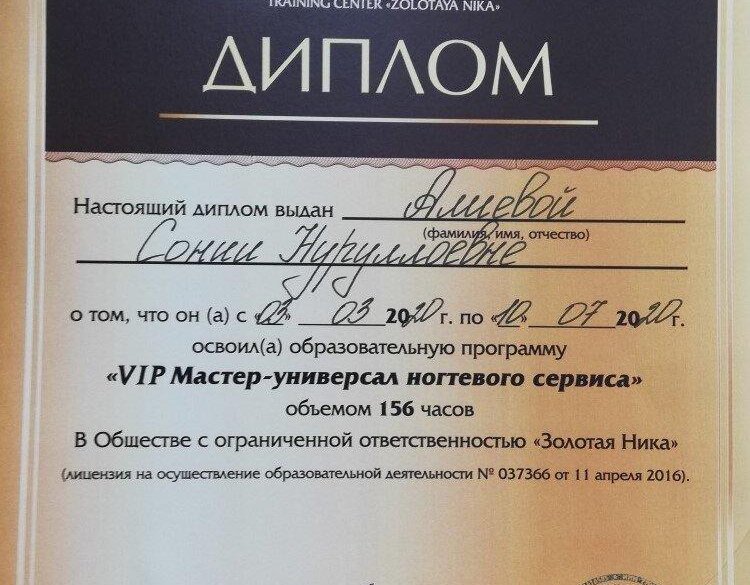 TRAINING CENTER «ZOLOTAYA NIKA»
ДИПЛОМ
Настоящий диплом выдан Алиевой
(фамилия, имя, отчество)
Сонии Нуруллоевне
о том, что он (а) с «03» 03 2020 г. по «10» 07 2020 г.
освоил(а) образовательную программу
«VIP Мастер-универсал ногтевого сервиса»
объемом 156 часов
В Обществе с ограниченной ответственностью «Золотая Ника»
(лицензия на осуществление образовательной деятельности № 037366 от 11 апреля 2016).